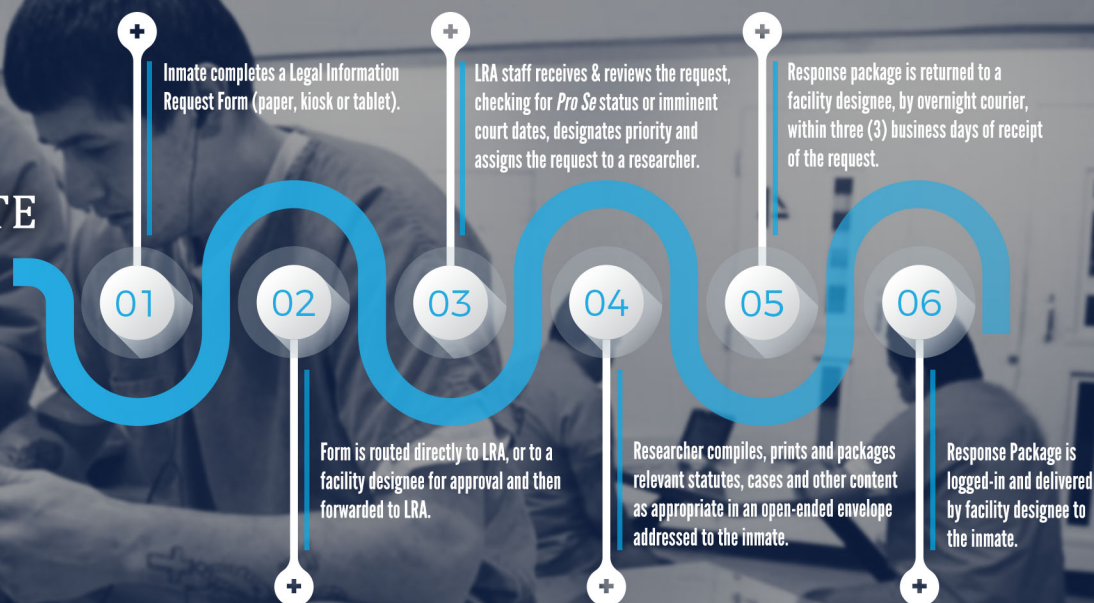 TE
01
Inmate completes a Legal Information
Request Form (paper, kiosk or tablet).
02
Form is routed directly to LRA, or to a
facility designee for approval and then
forwarded to LRA.
03
LRA staff receives & reviews the request,
checking for Pro Se status or imminent
court dates, designates priority and
assigns the request to a researcher.
04
Researcher compiles, prints and packages
relevant statutes, cases and other content
as appropriate in an open-ended envelope
addressed to the inmate.
05
Response package is returned to a
facility designee, by overnight courier,
within three (3) business days of receipt
of the request.
06
Response Package is
logged-in and delivered
by facility designee to
the inmate.